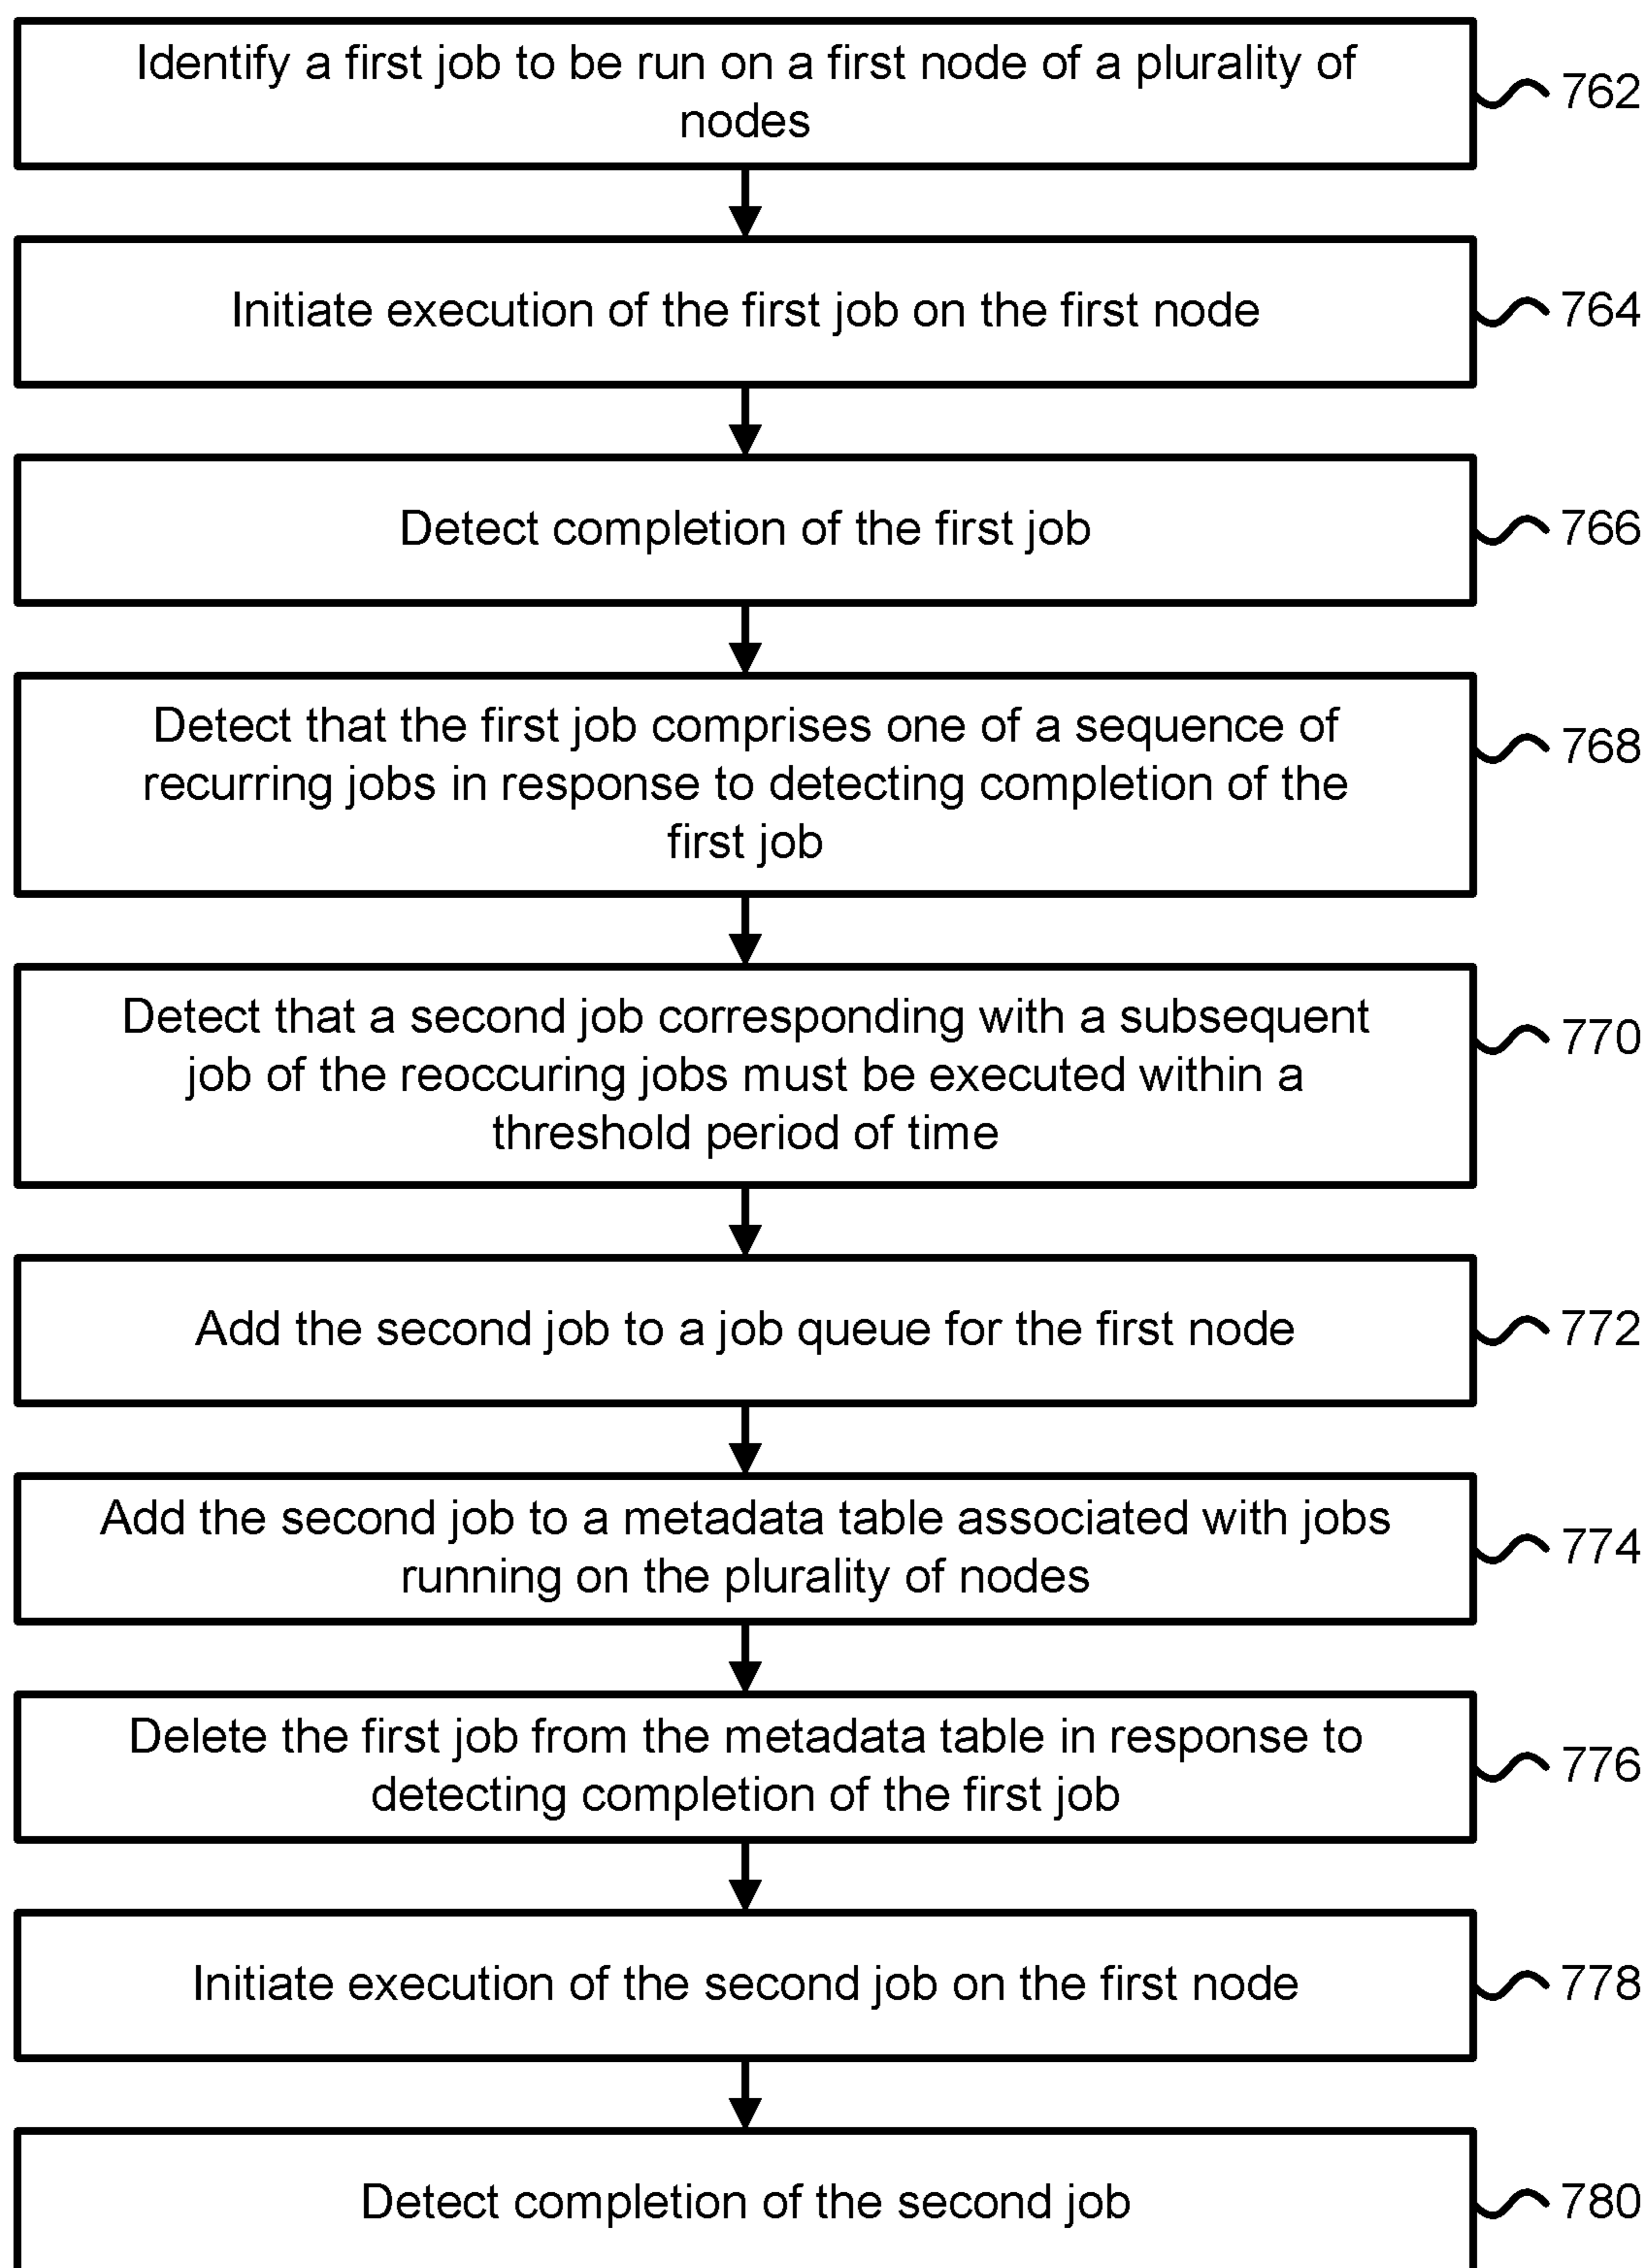 Identify a first job to be run on a first node of a plurality of
nodes
762
Initiate execution of the first job on the first node
764
Detect completion of the first job
766
Detect that the first job comprises one of a sequence of
recurring jobs in response to detecting completion of the
first job
768
Detect that a second job corresponding with a subsequent
job of the reoccuring jobs must be executed within a
threshold period of time
770
Add the second job to a job queue for the first node
772
Add the second job to a metadata table associated with jobs
running on the plurality of nodes
774
Delete the first job from the metadata table in response to
detecting completion of the first job
776
Initiate execution of the second job on the first node
778
Detect completion of the second job
780